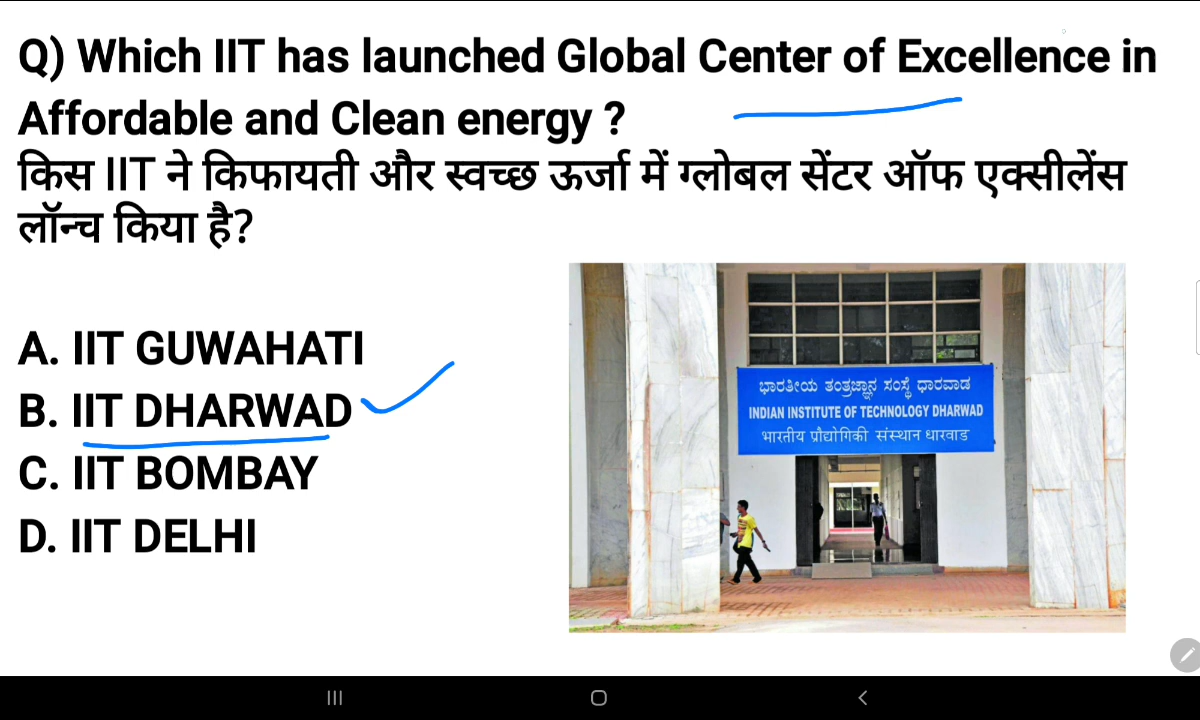 Q) Which IIT has launched Global Center of Excellence in
Affordable and Clean energy ?
किस IIT ने किफायती और स्वच्छ ऊर्जा में ग्लोबल सेंटर ऑफ एक्सीलेंस
लॉन्च किया है?
A. IIT GUWAHATI
B. IIT DHARWAD
C. IIT BOMBAY
D. IIT DELHI
ಭಾರತೀಯ ತಂತ್ರಜ್ಞಾನ ಸಂಸ್ಥೆ ಧಾರವಾಡ
INDIAN INSTITUTE OF TECHNOLOGY DHARWAD
भारतीय प्रौद्योगिकी संस्थान धारवाड